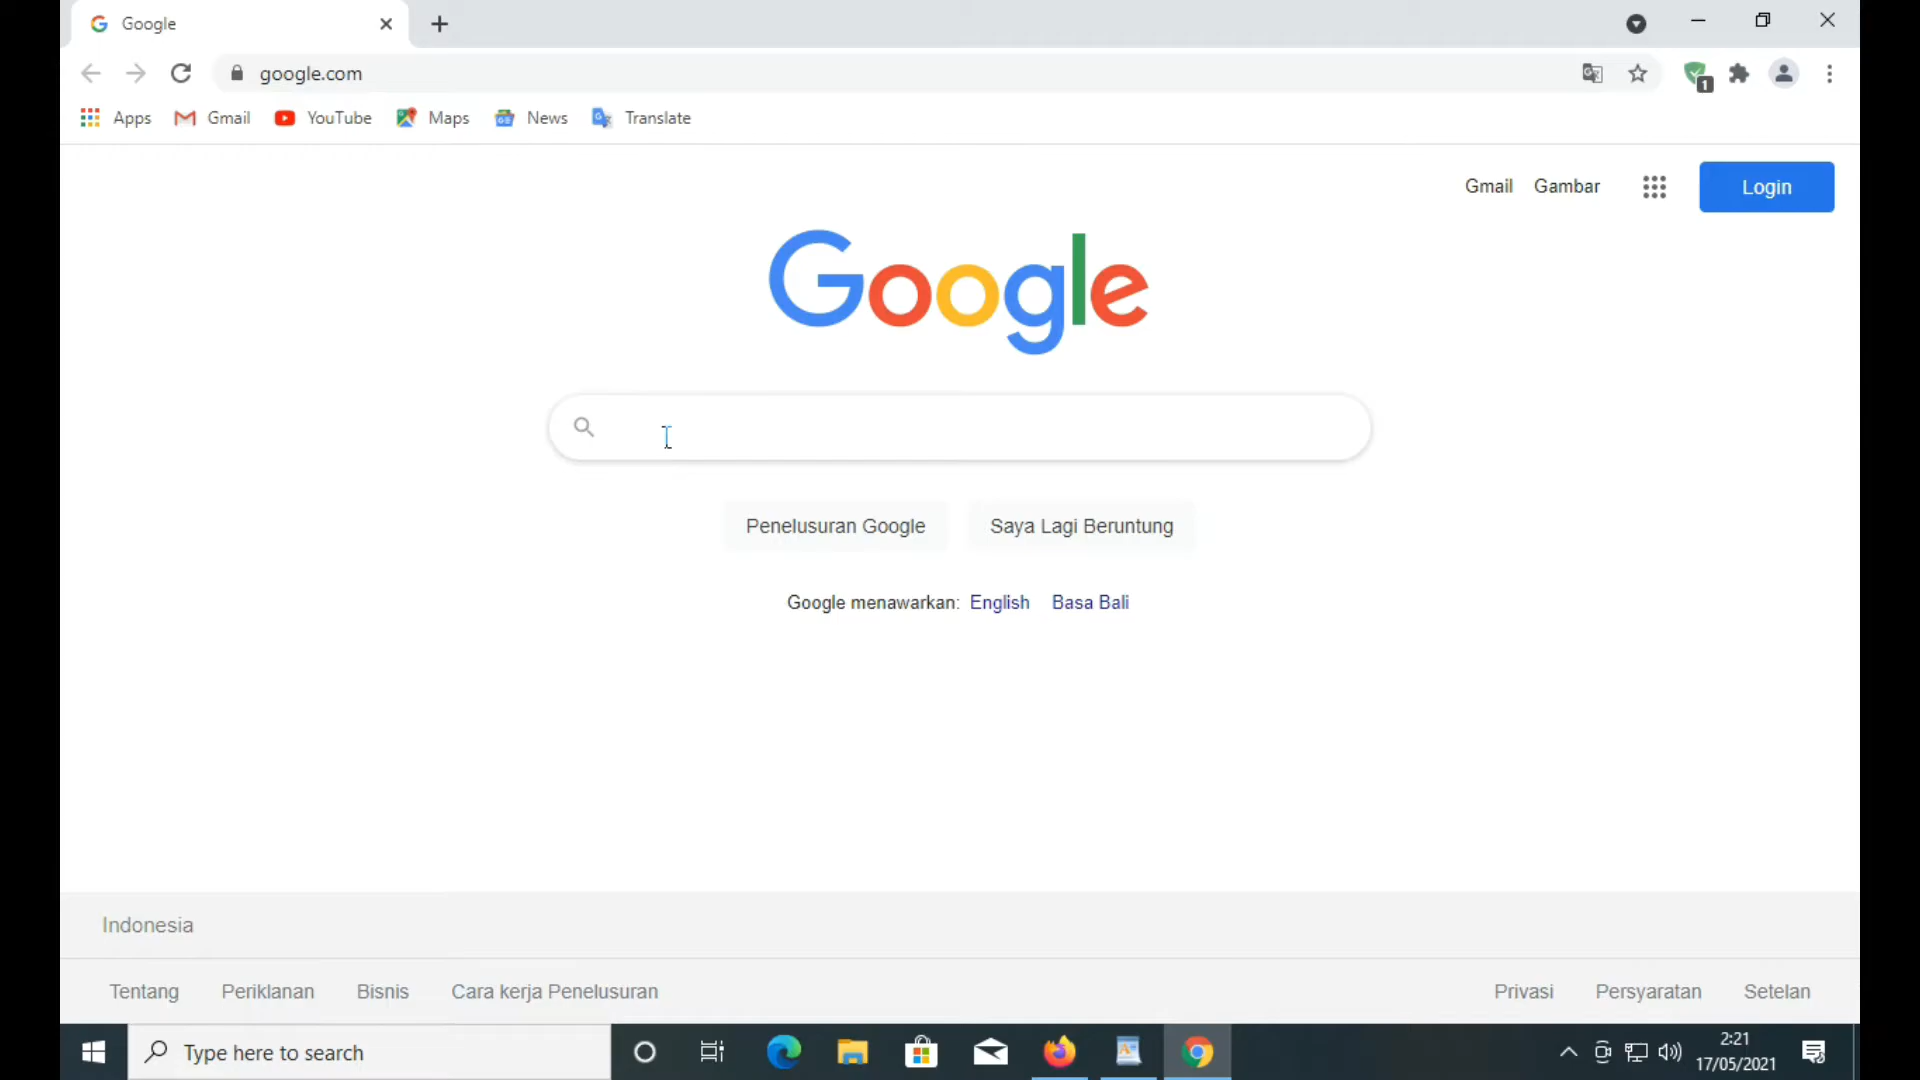 Google
google.com
1
Apps Gmail YouTube Maps News Translate
Gmail Gambar Login
Google
Penelusuran Google Saya Lagi Beruntung
Google menawarkan: English Basa Bali
Indonesia
Tentang Periklanan Bisnis Cara kerja Penelusuran Privasi Persyaratan Setelan
Type here to search
2:21
17/05/2021